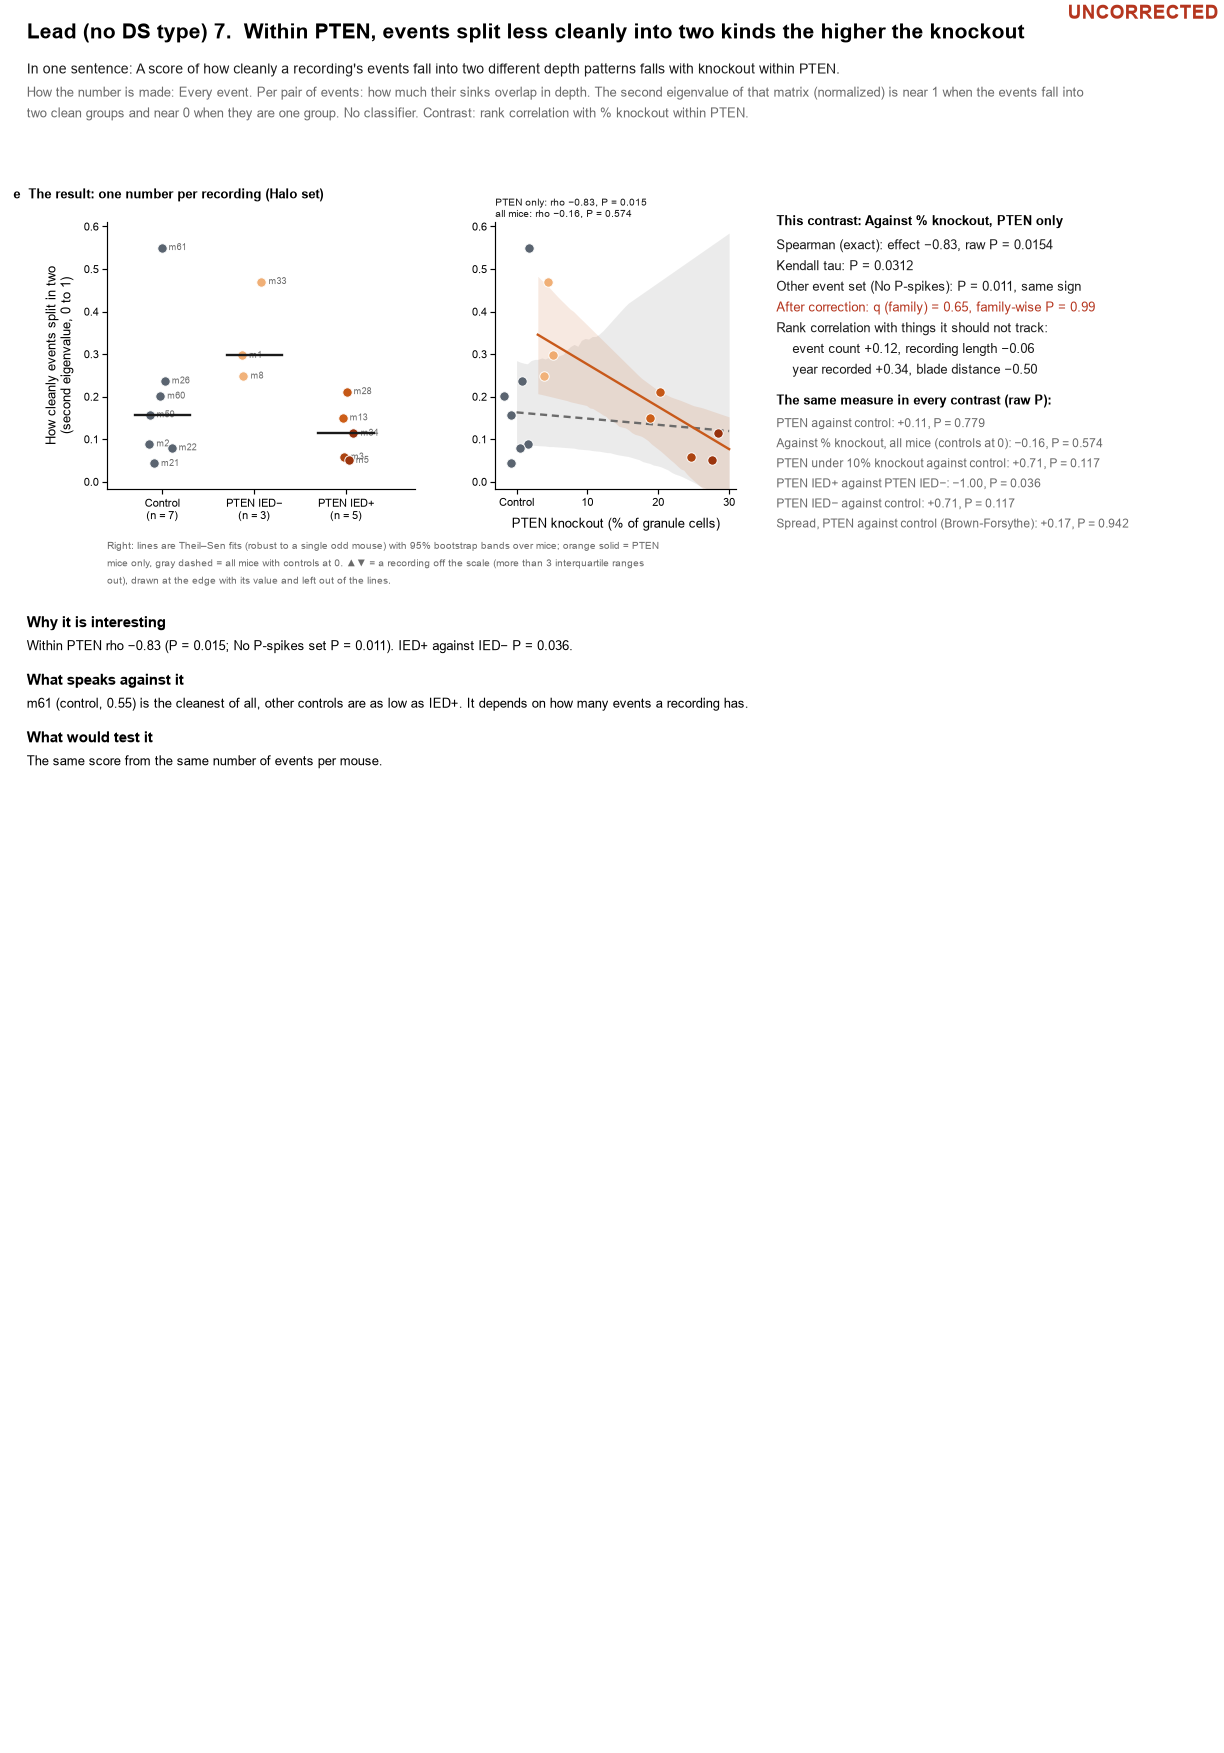 UNCORRECTED
Lead (no DS type) 7. Within PTEN, events split less cleanly into two kinds the higher the knockout
In one sentence: A score of how cleanly a recording's events fall into two different depth patterns falls with knockout within PTEN.
How the number is made: Every event. Per pair of events: how much their sinks overlap in depth. The second eigenvalue of that matrix (normalized) is near 1 when the events fall into
two clean groups and near 0 when they are one group. No classifier. Contrast: rank correlation with % knockout within PTEN.
e The result: one number per recording (Halo set)
How cleanly events split in two
(second eigenvalue, 0 to 1)
0.6
0.5
0.4
0.3
0.2
0.1
0.0
m61
m33
m1
m8
m26
m60
m59
m28
m13
m2
m22
m21
m5
Control
(n = 7)
PTEN IED−
(n = 3)
PTEN IED+
(n = 5)
PTEN only: rho −0.83, P = 0.015
all mice: rho −0.16, P = 0.574
0.6
0.5
0.4
0.3
0.2
0.1
0.0
Control
10
20
30
PTEN knockout (% of granule cells)
Right: lines are Theil–Sen fits (robust to a single odd mouse) with 95% bootstrap bands over mice; orange solid = PTEN
mice only, gray dashed = all mice with controls at 0. ▲▼ = a recording off the scale (more than 3 interquartile ranges
out), drawn at the edge with its value and left out of the lines.
This contrast: Against % knockout, PTEN only
Spearman (exact): effect −0.83, raw P = 0.0154
Kendall tau: P = 0.0312
Other event set (No P-spikes): P = 0.011, same sign
After correction: q (family) = 0.65, family-wise P = 0.99
Rank correlation with things it should not track:
event count +0.12, recording length −0.06
year recorded +0.34, blade distance −0.50
The same measure in every contrast (raw P):
PTEN against control: +0.11, P = 0.779
Against % knockout, all mice (controls at 0): −0.16, P = 0.574
PTEN under 10% knockout against control: +0.71, P = 0.117
PTEN IED+ against PTEN IED−: −1.00, P = 0.036
PTEN IED− against control: +0.71, P = 0.117
Spread, PTEN against control (Brown-Forsythe): +0.17, P = 0.942
Why it is interesting
Within PTEN rho −0.83 (P = 0.015; No P-spikes set P = 0.011). IED+ against IED− P = 0.036.
What speaks against it
m61 (control, 0.55) is the cleanest of all, other controls are as low as IED+. It depends on how many events a recording has.
What would test it
The same score from the same number of events per mouse.